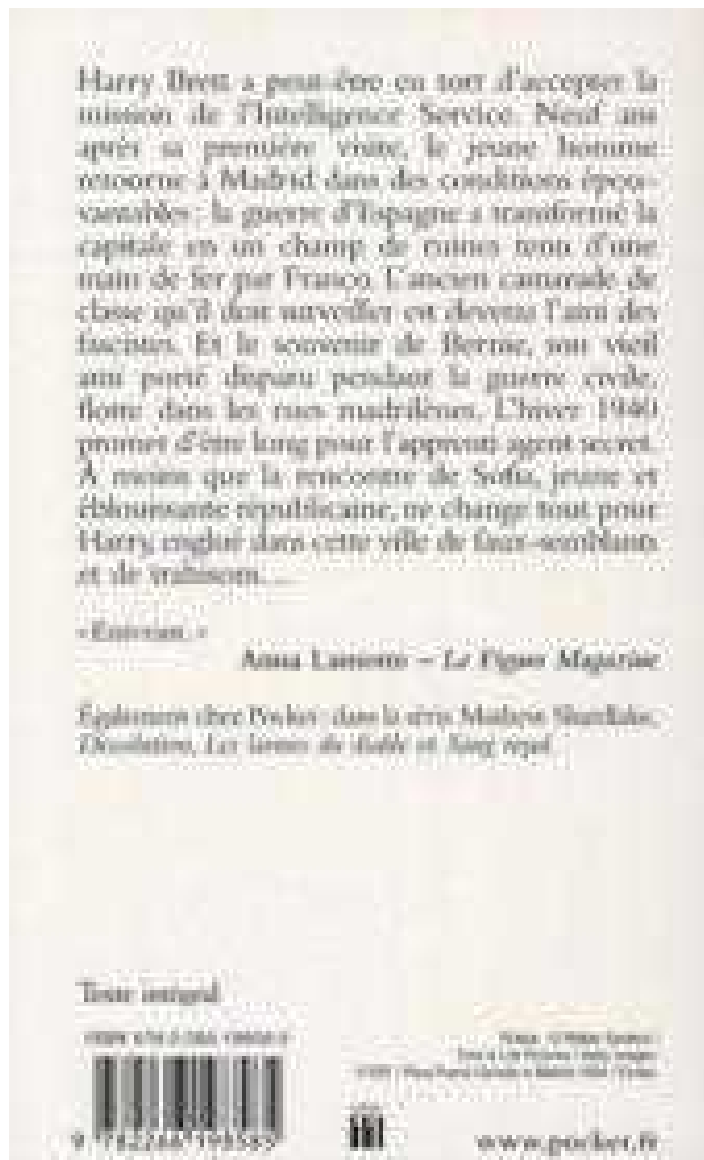 Harry Brett a peut-être eu tort d'accepter la
mission de l'Intelligence Service. Neuf ans
après sa première visite, le jeune homme
retourne à Madrid dans des conditions épou-
vantables : la guerre d'Espagne a transformé la
capitale en un champ de ruines tenu d'une
main de fer par Franco. L'ancien camarade de
classe qu'il doit surveiller est devenu l'ami des
fascistes. Et le souvenir de Bernie, son vieil
ami porté disparu pendant la guerre civile,
flotte dans les rues madrilènes. L'hiver 1940
promet d'être long pour l'apprenti agent secret.
À moins que la rencontre de Sofia, jeune et
éblouissante républicaine, ne change tout pour
Harry, englué dans cette ville de faux-semblants
et de trahisons...
Anna Lamotte – Le Figaro Magazine
Également chez Pocket : dans la série Matthew Shardlake,
Dissolution, Les larmes du diable et Sang royal
Texte intégral
www.pocket.fr